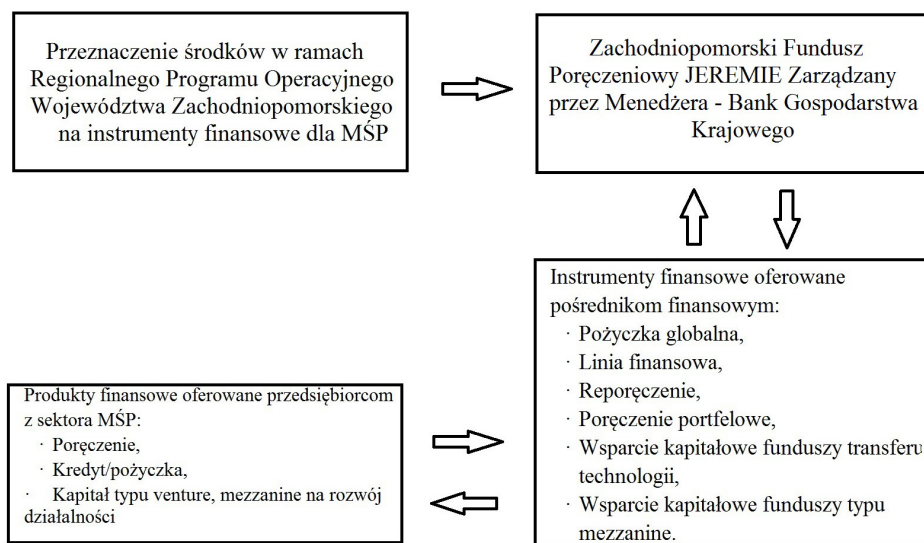 Przeznaczenie środków w ramach
Regionalnego Programu Operacyjnego
Województwa Zachodniopomorskiego
na instrumenty finansowe dla MŚP
Zachodniopomorski Fundusz
Poręczeniowy JEREMIE Zarządzany
przez Menedżera - Bank Gospodarstwa
Krajowego
Instrumenty finansowe oferowane
pośrednikom finansowym:
· Pożyczka globalna,
· Linia finansowa,
· Reporęczenie,
· Poręczenie portfelowe,
· Wsparcie kapitałowe funduszy transferu
technologii,
· Wsparcie kapitałowe funduszy typu
mezzanine.
Produkty finansowe oferowane przedsiębiorcom
z sektora MŚP:
· Poręczenie,
· Kredyt/pożyczka,
· Kapitał typu venture, mezzanine na rozwój
działalności